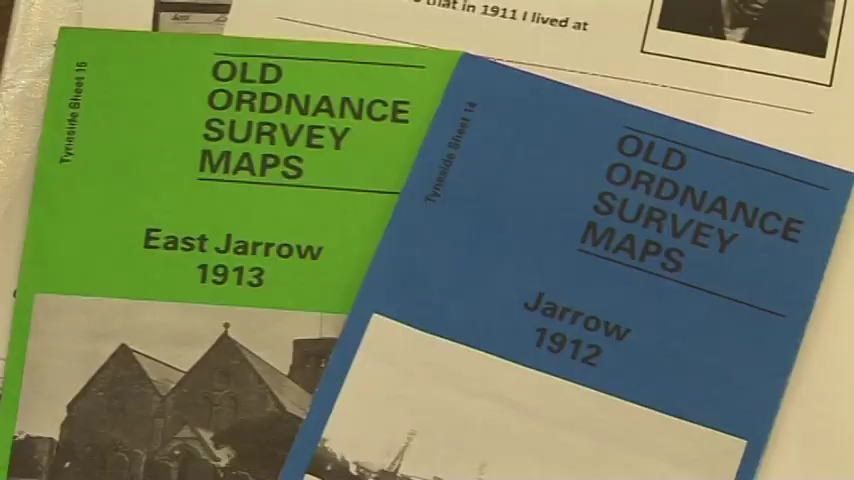 that in 1911 I lived at
Tyneside Sheet 15
OLD
ORDNANCE
SURVEY
MAPS
East Jarrow
1913
Tyneside Sheet 14
OLD
ORDNANCE
SURVEY
MAPS
Jarrow
1912